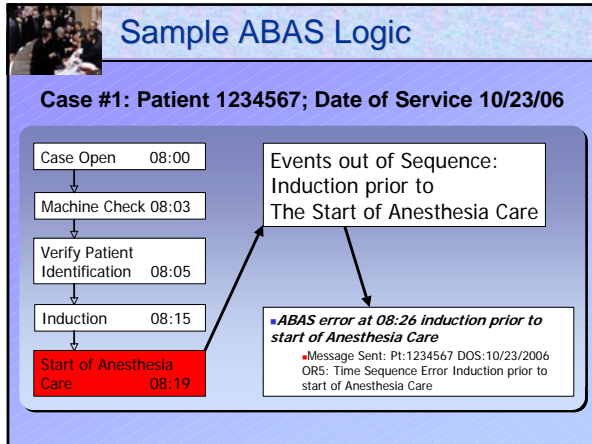 Sample ABAS Logic
Case #1: Patient 1234567; Date of Service 10/23/06
Case Open 08:00
Machine Check 08:03
Verify Patient
Identification 08:05
Induction 08:15
Start of Anesthesia
Care 08:19
Events out of Sequence:
Induction prior to
The Start of Anesthesia Care
ABAS error at 08:26 induction prior to
start of Anesthesia Care
Message Sent: Pt:1234567 DOS:10/23/2006
OR5: Time Sequence Error Induction prior to
start of Anesthesia Care